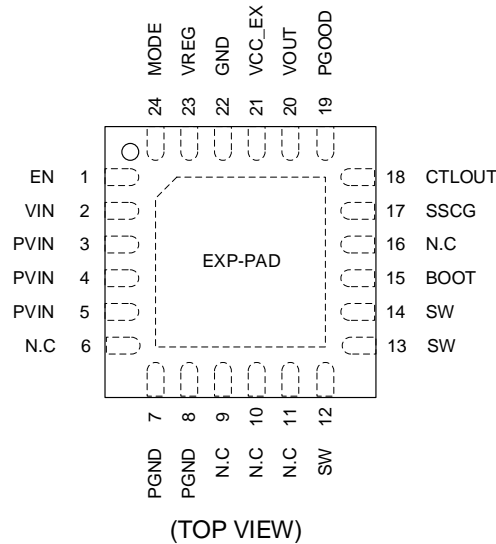 MODE
VREG
GND
VCC_EX
VOUT
PGOOD
24
23
22
21
20
19
EN 1
VIN 2
PVIN 3
PVIN 4
PVIN 5
N.C 6
EXP-PAD
18 CTLOUT
17 SSCG
16 N.C
15 BOOT
14 SW
13 SW
7
8
9
10
11
12
PGND
PGND
N.C
N.C
N.C
SW
(TOP VIEW)